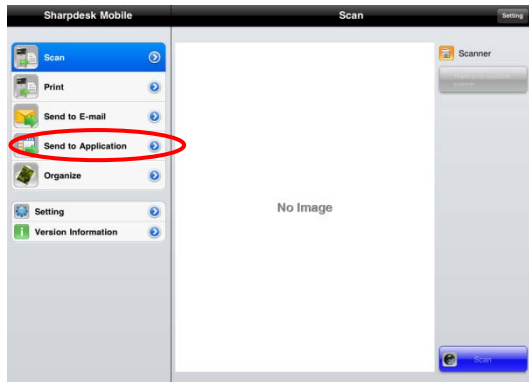 Sharpdesk Mobile
Scan
Setting
Scan
Print
Send to E-mail
Send to Application
Organize
Setting
Version Information
No Image
Scanner
Scan